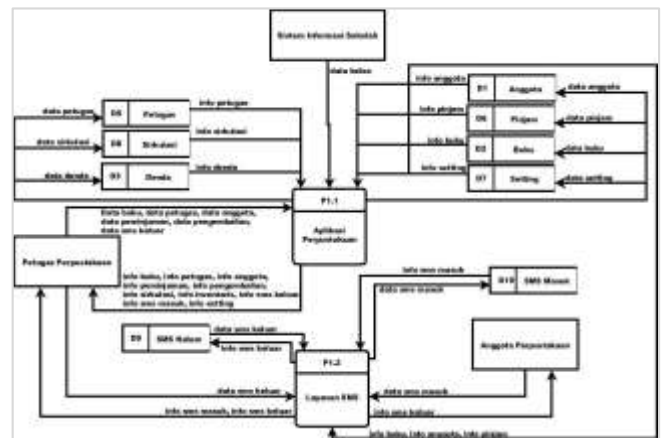 Sistem Informasi Sekolah
data kelas
info anggota
D1 Anggota
data anggota
data petugas
D5 Petugas
info petugas
info pinjam
D6 Pinjam
data pinjam
data sirkulasi
D8 Sirkulasi
info sirkulasi
info buku
D2 Buku
data buku
data denda
D3 Denda
info denda
info setting
D7 Setting
data setting
P1.1
Aplikasi
Perpustakaan
Data buku, data petugas, data anggota,
data peminjaman, data pengembalian,
data sms keluar
Petugas Perpustakaan
info buku, info petugas, info anggota,
info peminjaman, info pengembalian,
info sirkulasi, info inventaris, info sms keluar
info sms masuk, info setting
info sms masuk
data sms masuk
D10 SMS Masuk
D9 SMS Keluar
data sms keluar
info sms keluar
P1.2
Layanan SMS
Anggota Perpustakaan
data sms keluar
data sms masuk
info sms masuk, info sms keluar
info sms keluar
info buku, info anggota, info pinjam